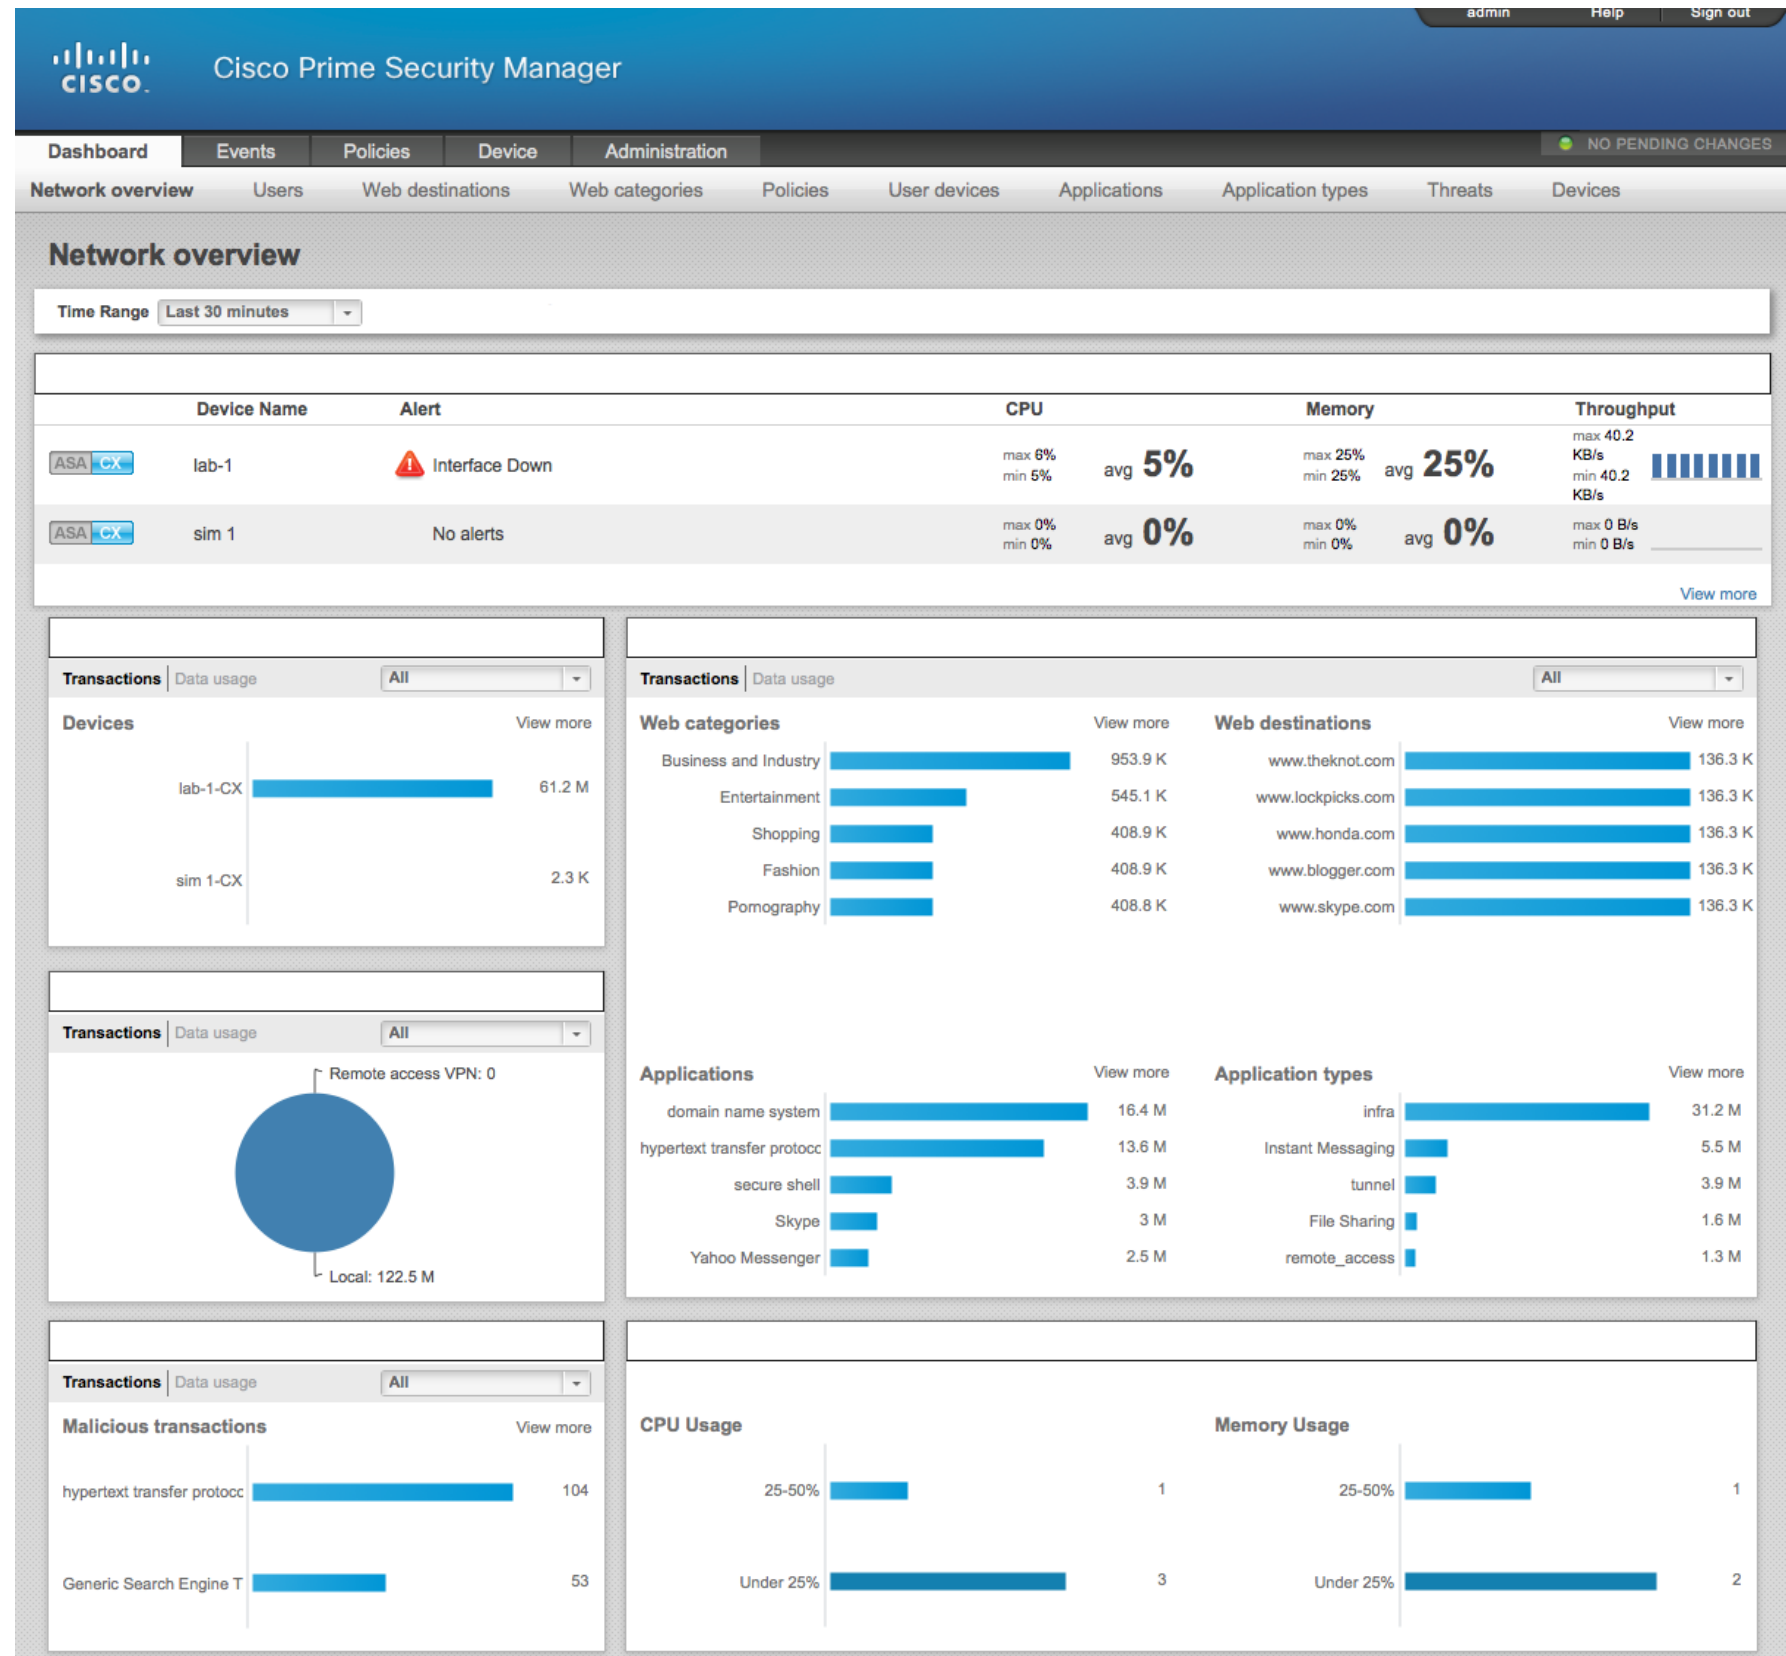 admin Help Sign out
CISCO. Cisco Prime Security Manager
Dashboard Events Policies Device Administration NO PENDING CHANGES
Network overview Users Web destinations Web categories Policies User devices Applications Application types Threats Devices
Network overview
Time Range Last 30 minutes
Device Name Alert CPU Memory Throughput
ASA CX lab-1 Interface Down max 6% min 5% avg 5% max 25% min 25% avg 25% max 40.2 KB/s min 40.2 KB/s
ASA CX sim 1 No alerts max 0% min 0% avg 0% max 0% min 0% avg 0% max 0 B/s min 0 B/s
View more
Transactions Data usage All
Devices View more
lab-1-CX 61.2 M
sim 1-CX 2.3 K
Transactions Data usage All
Web categories View more
Business and Industry 953.9 K
Entertainment 545.1 K
Shopping 408.9 K
Fashion 408.9 K
Pornography 408.8 K
Web destinations View more
www.theknot.com 136.3 K
www.lockpicks.com 136.3 K
www.honda.com 136.3 K
www.blogger.com 136.3 K
www.skype.com 136.3 K
Transactions Data usage All
Remote access VPN: 0
Local: 122.5 M
Applications View more
domain name system 16.4 M
hypertext transfer protocc 13.6 M
secure shell 3.9 M
Skype 3 M
Yahoo Messenger 2.5 M
Application types View more
infra 31.2 M
Instant Messaging 5.5 M
tunnel 3.9 M
File Sharing 1.6 M
remote_access 1.3 M
Transactions Data usage All
Malicious transactions View more
hypertext transfer protocc 104
Generic Search Engine T 53
CPU Usage
25-50% 1
Under 25% 3
Memory Usage
25-50% 1
Under 25% 2